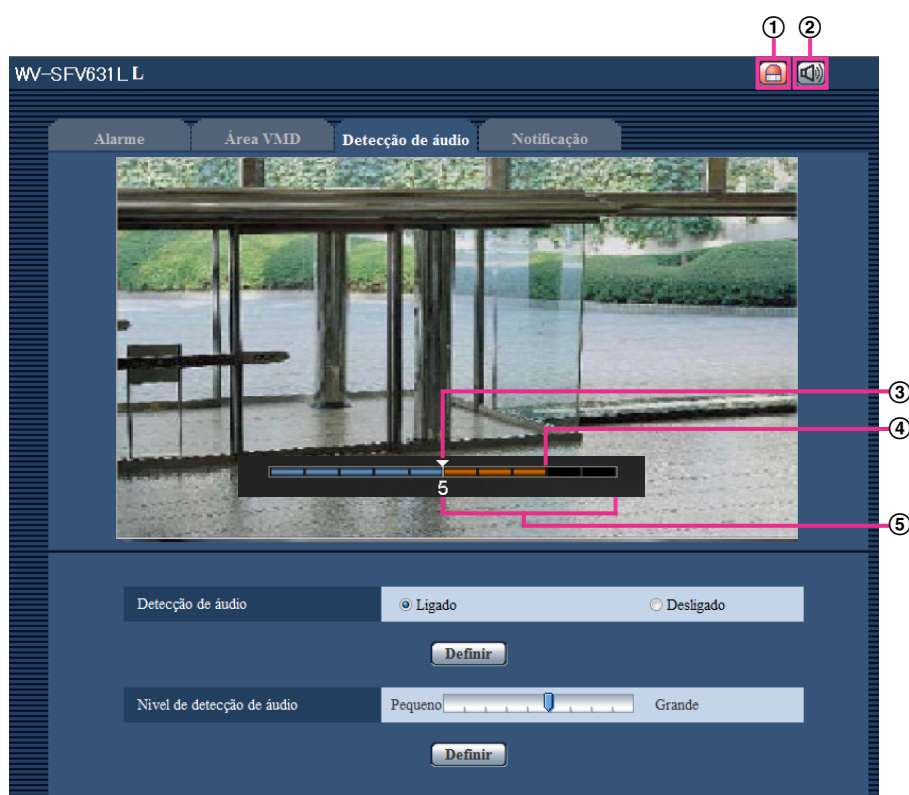 ① ②
WV-SFV631L L
Alarme Área VMD Detecção de áudio Notificação
③
④
5
⑤
Detecção de áudio Ligado Desligado
Definir
Nivel de detecção de áudio Pequeno Grande
Definir